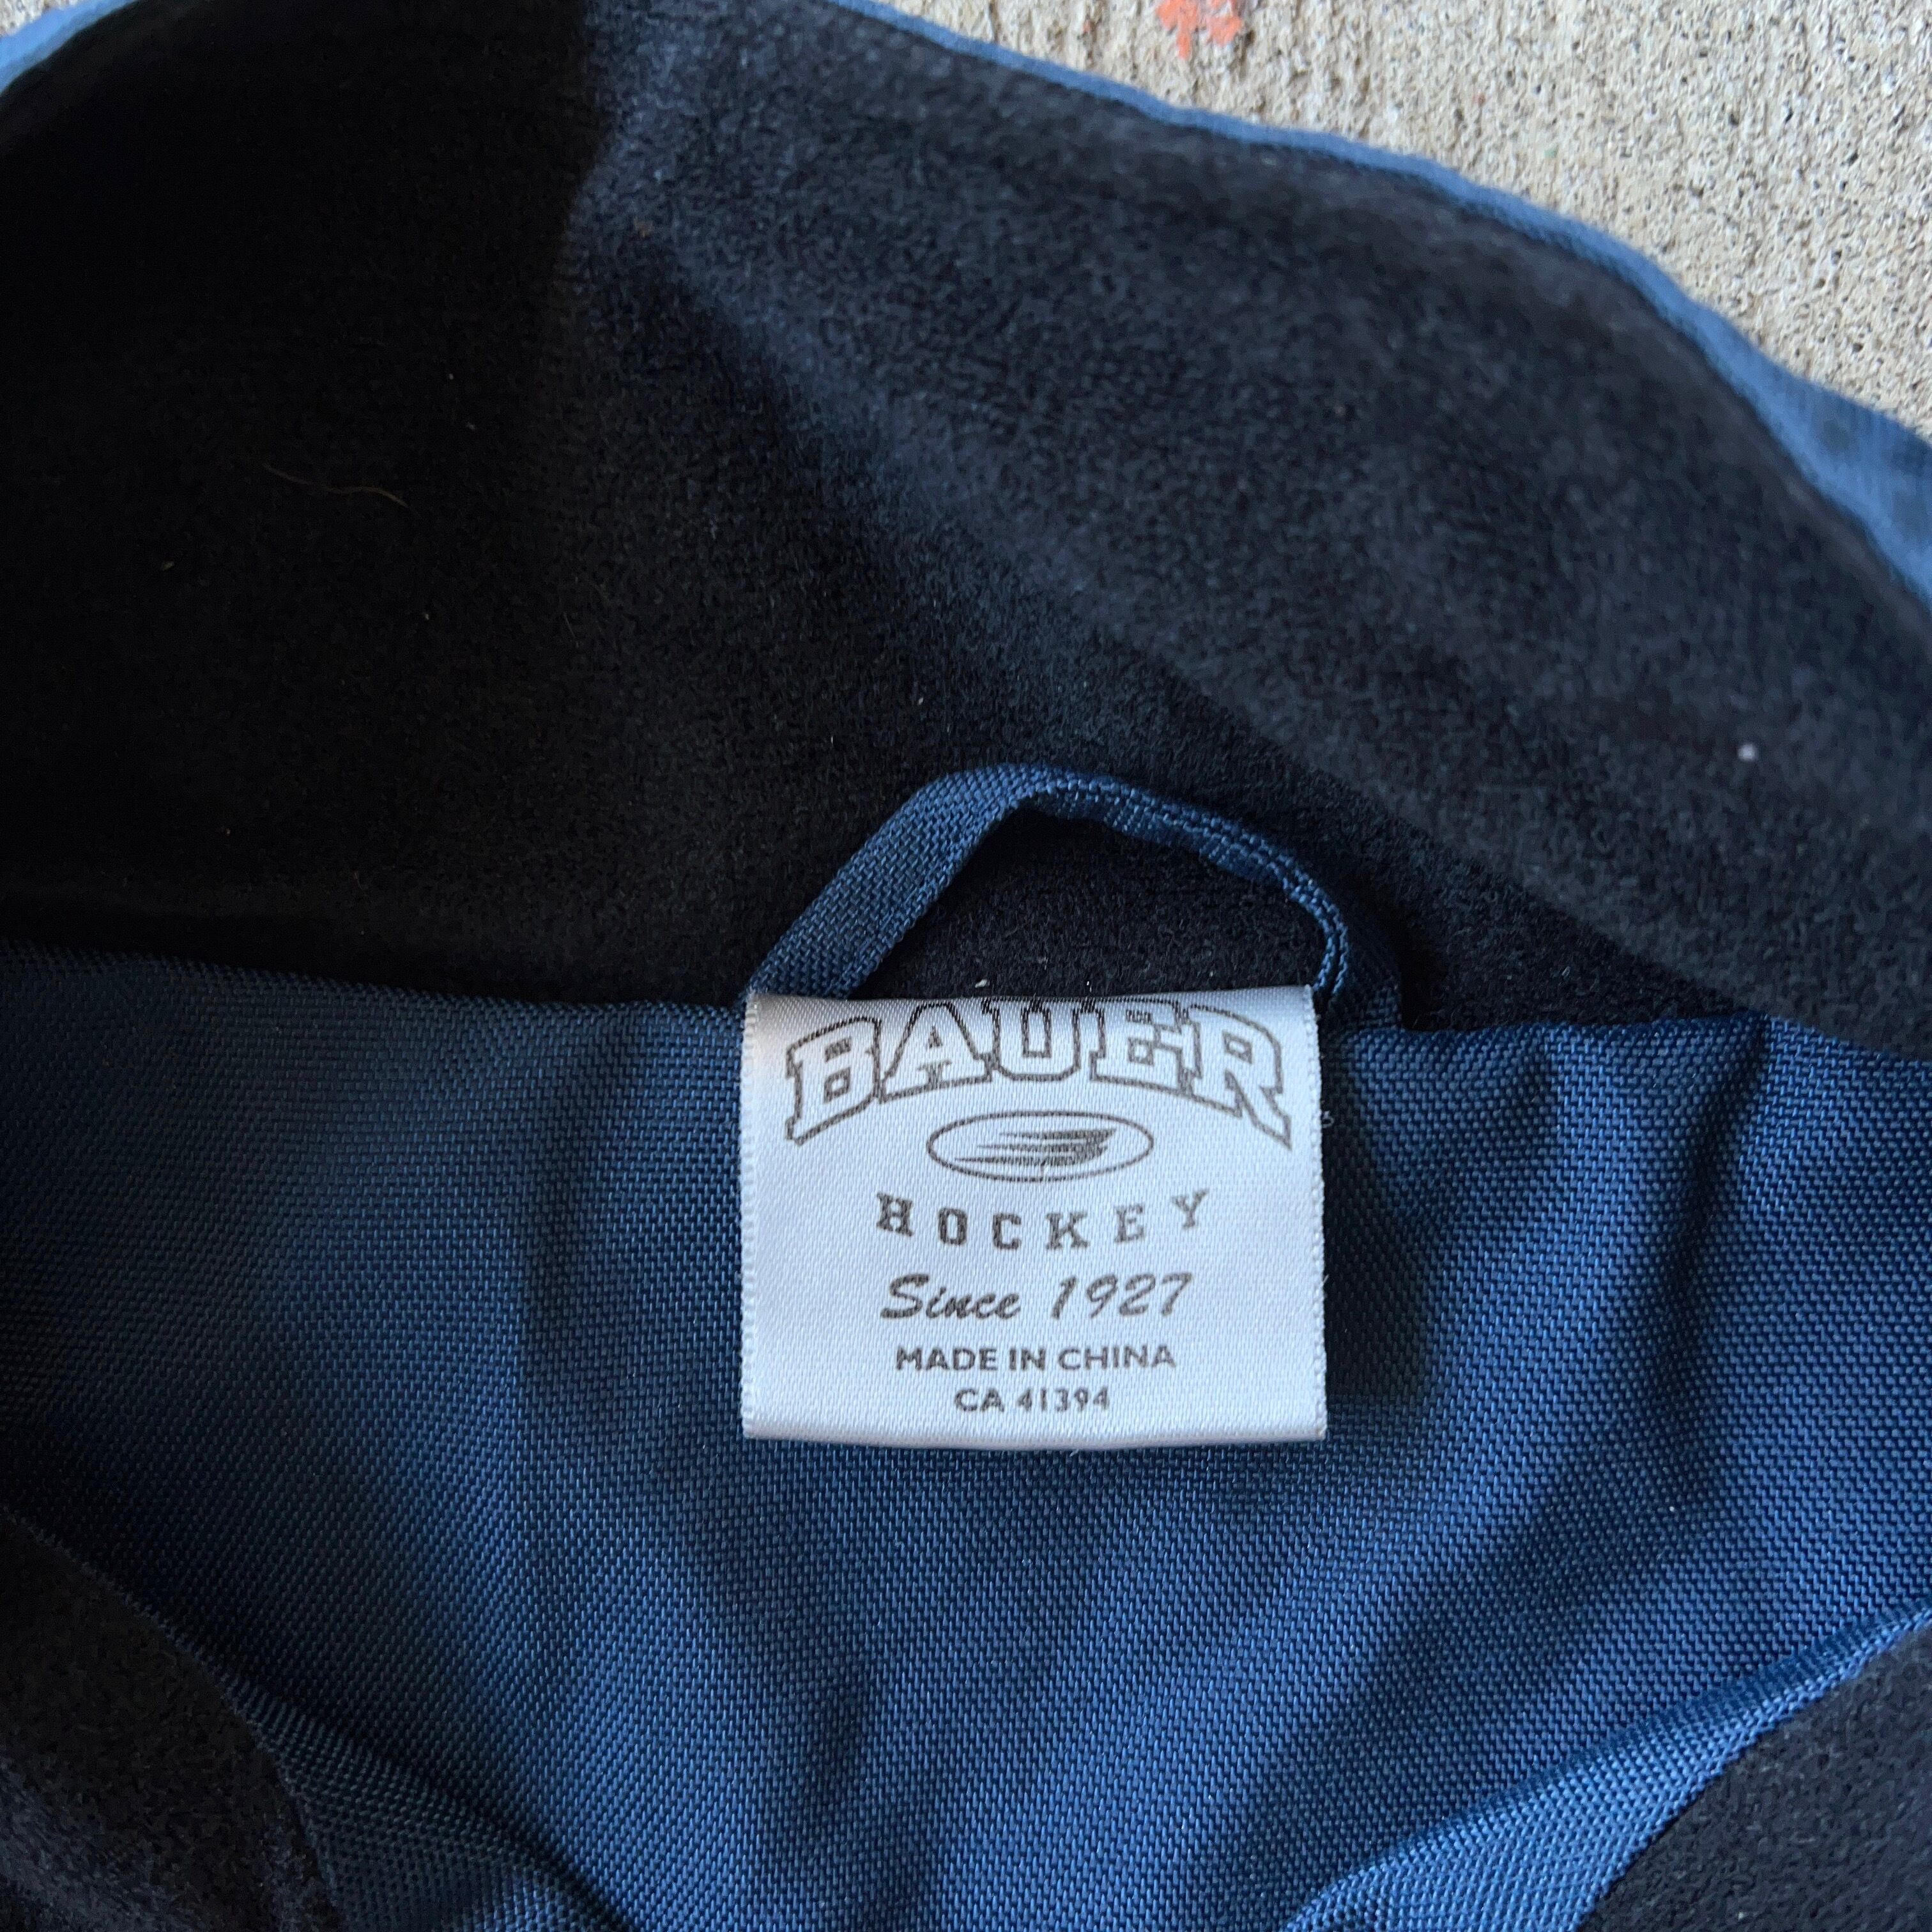 BAUER
HOCKEY
Since 1927
MADE IN CHINA
CA 41394